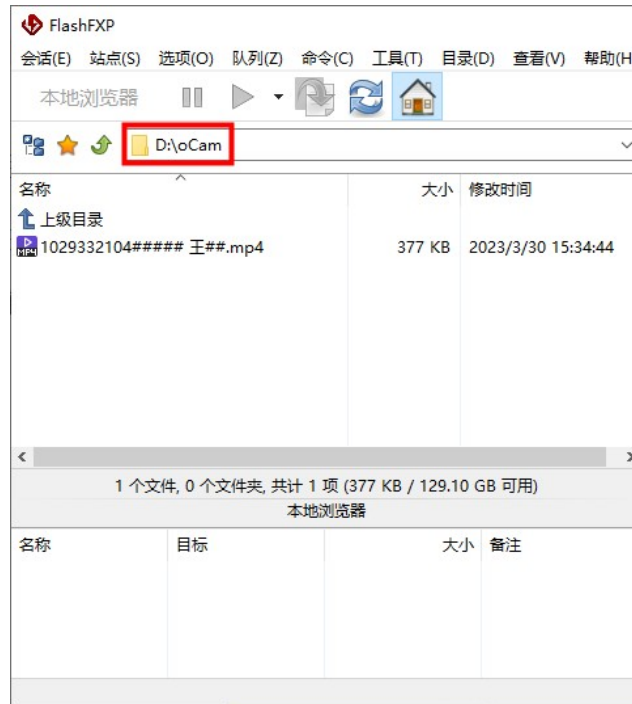 FlashFXP
会话(E) 站点(S) 选项(O) 队列(Z) 命令(C) 工具(T) 目录(D) 查看(V) 帮助(H
本地浏览器
D:\oCam
名称 大小 修改时间
上级目录
MP4 1029332104##### 王##.mp4 377 KB 2023/3/30 15:34:44
1 个文件, 0 个文件夹, 共计 1 项 (377 KB / 129.10 GB 可用)
本地浏览器
名称 目标 大小 备注